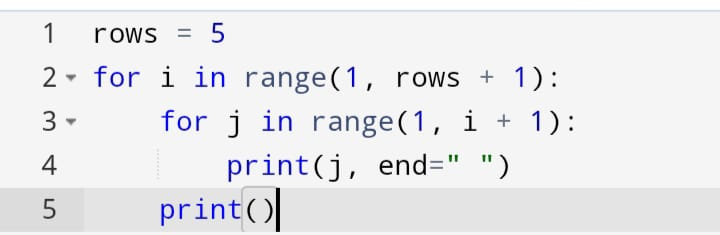 1 rows = 5
2 for i in range(1, rows + 1):
3     for j in range(1, i + 1):
4         print(j, end=" ")
5     print()